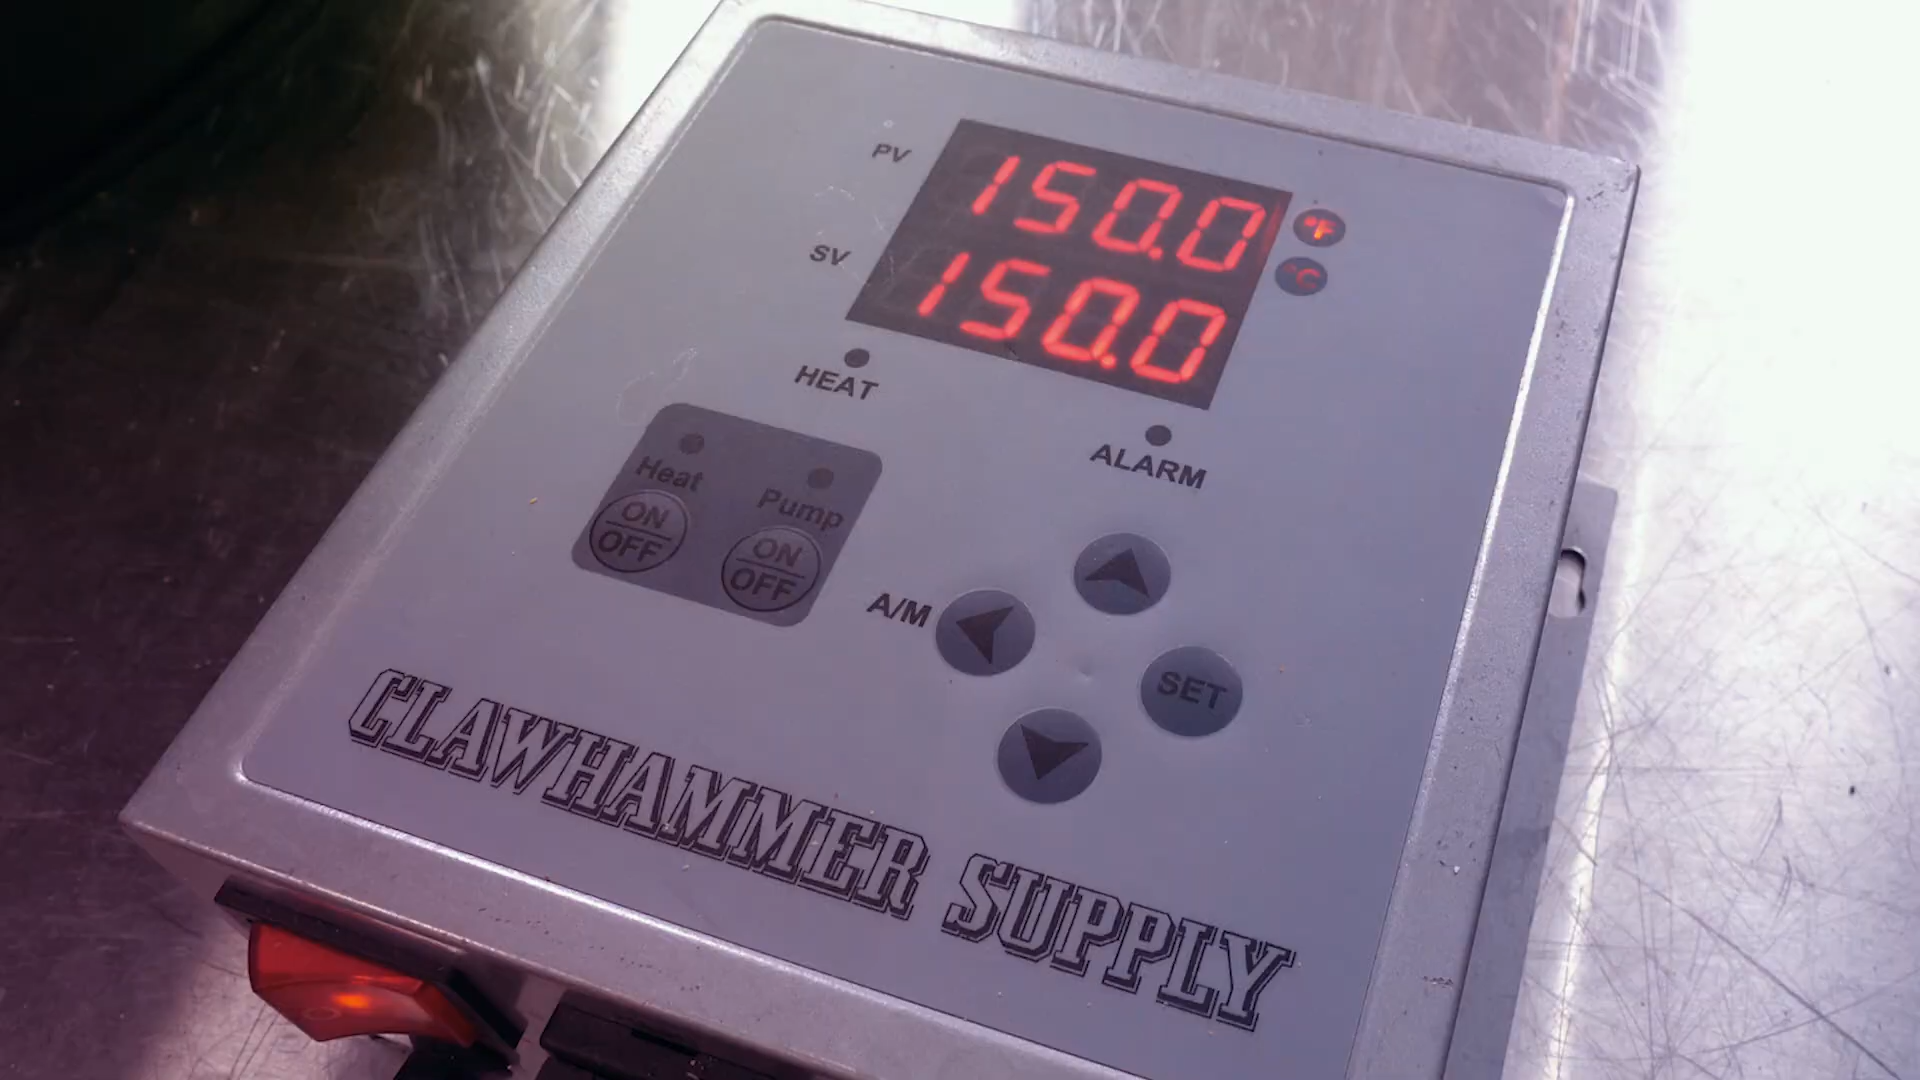 PV
150.0
°F
SV
150.0
°C
HEAT
ALARM
Heat
Pump
ON
OFF
ON
OFF
A/M
SET
CLAWHAMMER SUPPLY